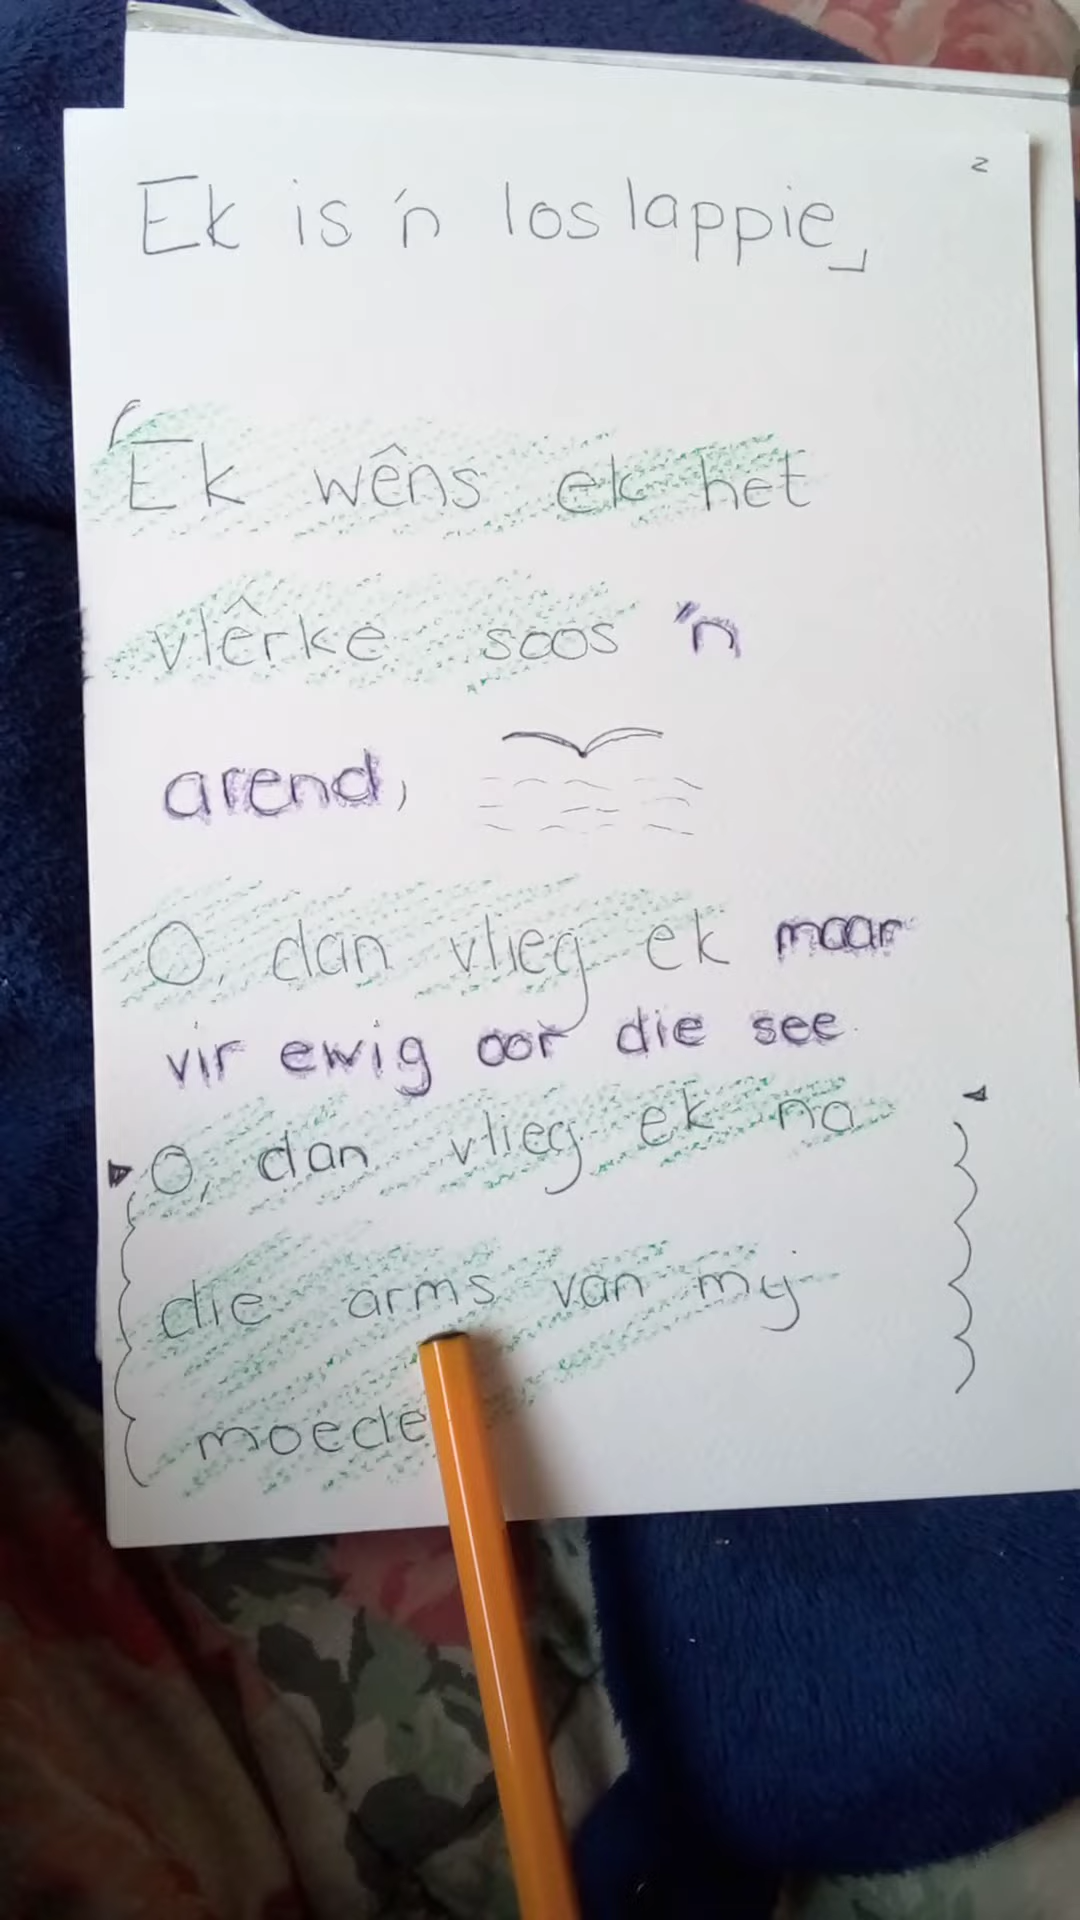 2
Ek is 'n los lappie
Ek wêns ek het
vlêrke soos 'n
arend,
O, dan vlieg ek maar
vir ewig oor die see.
O, dan vlieg ek na
die arms van my